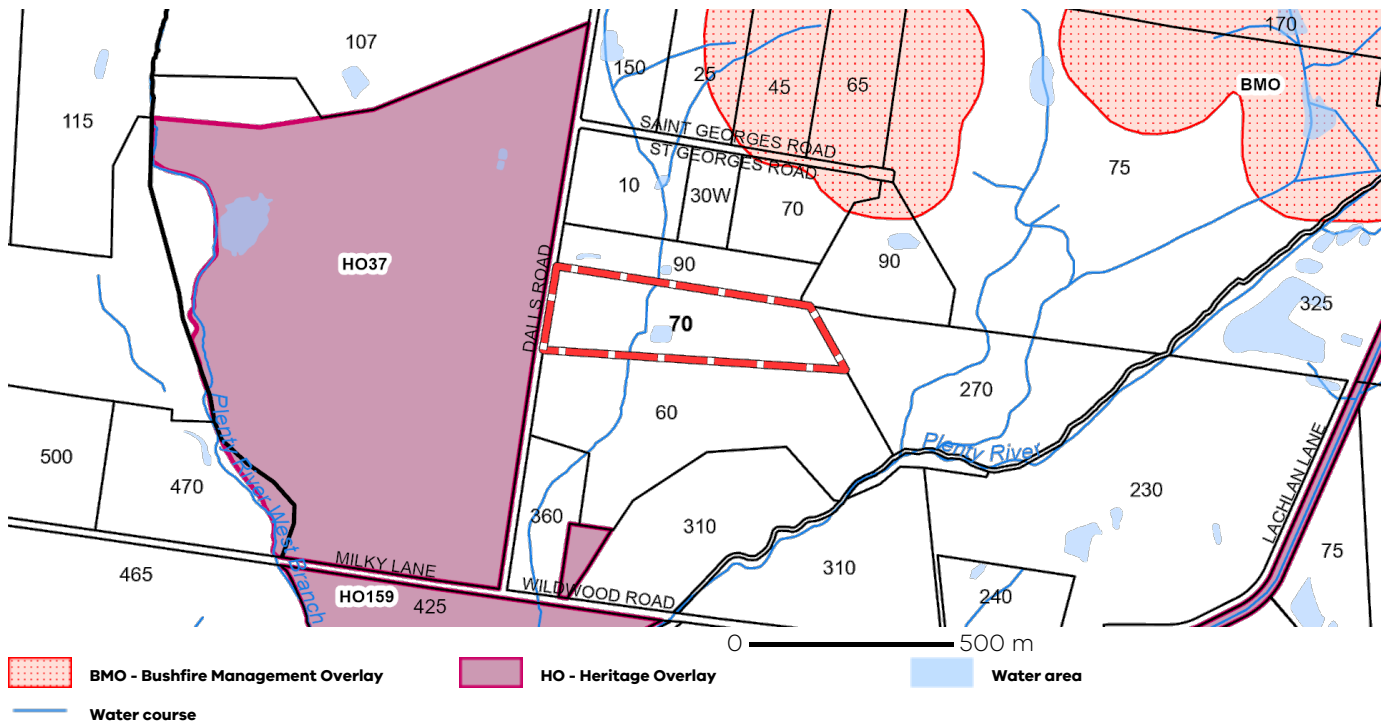 107
115
150
25
45
65
170
BMO
SAINT GEORGES ROAD
ST GEORGES ROAD
75
10
30W
70
HO37
90
90
DALLS ROAD
70
325
270
60
Plenty River West Branch
Plenty River
500
470
360
310
230
LACHLAN LANE
75
MILKY LANE
465
HO159
425
WILDWOOD ROAD
310
240
0 500 m
BMO - Bushfire Management Overlay
HO - Heritage Overlay
Water area
Water course